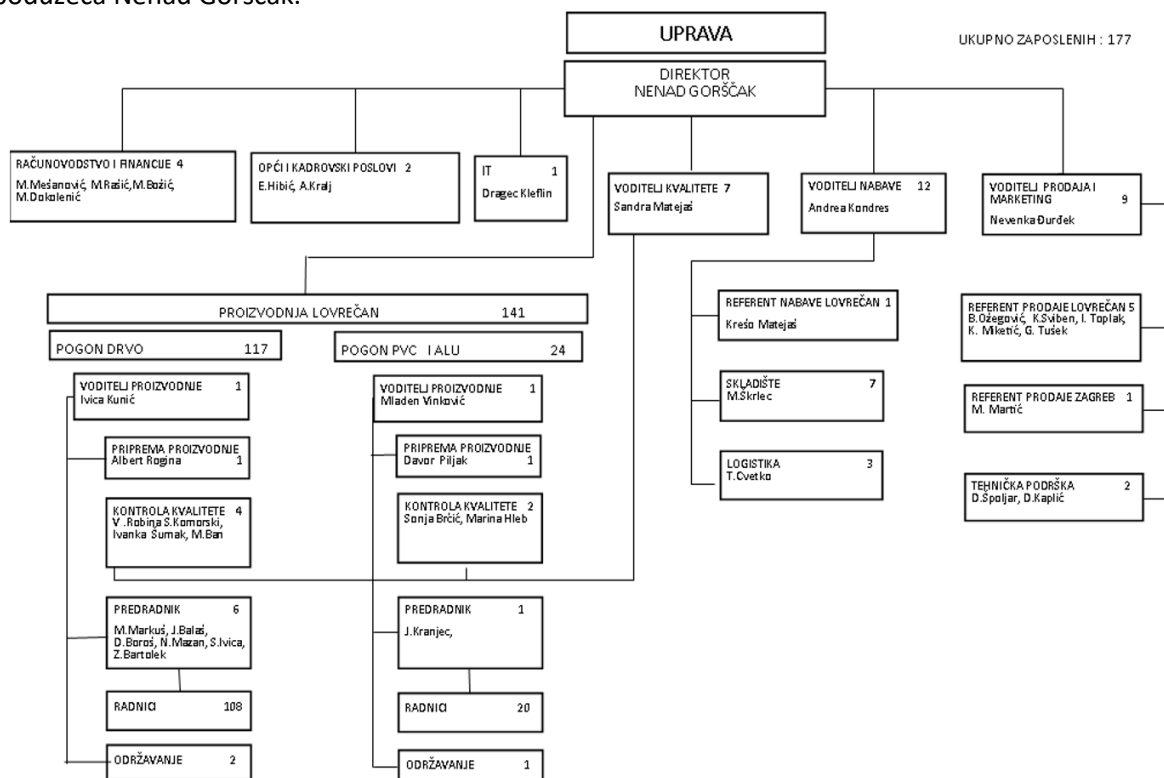 poduzeća Nenad Gorščak.
UPRAVA
UKUPNO ZAPOSLENIH : 177
DIREKTOR
NENAD GORŠČAK
RAČUNOVODSTVO I FINANCIJE 4
M.Mešanović, M.Rašić, M.Božić,
M.Dokolenić
OPĆI I KADROVSKI POSLOVI 2
E.Hibić, A.Kralj
IT 1
Dragec Kleflin
VODITELJ KVALITETE 7
Sandra Matejaš
VODITELJ NABAVE 12
Andrea Kondres
VODITELJ PRODAJA I
MARKETING 9
Nevenka Đurđek
PROIZVODNJA LOVREČAN 141
POGON DRVO 117
POGON PVC I ALU 24
REFERENT NABAVE LOVREČAN 1
Krešo Matejaš
REFERENT PRODAJE LOVREČAN 5
B.Ožegović, K.Sviben, I. Toplak,
K. Miketić, G. Tušek
VODITELJ PROIZVODNJE 1
Ivica Kunić
VODITELJ PROIZVODNJE 1
Mladen Vinković
SKLADIŠTE 7
M.Škrlec
REFERENT PRODAJE ZAGREB 1
M. Martić
PRIPREMA PROIZVODNJE
Albert Rogina 1
PRIPREMA PROIZVODNJE
Davor Piljak 1
LOGISTIKA 3
T.Cvetko
TEHNIČKA PODRŠKA 2
D.Špoljar, D.Kaplić
KONTROLA KVALITETE 4
V .Robina S.Komorski,
Ivanka Šumak, M.Ban
KONTROLA KVALITETE 2
Sonja Brčić, Marina Hleb
PREDRADNIK 6
M.Markuš, J.Balaš,
D.Boroš, N.Mazan, S.Ivica,
Z.Bartolek
PREDRADNIK 1
J.Kranjec,
RADNICI 108
RADNICI 20
ODRŽAVANJE 2
ODRŽAVANJE 1